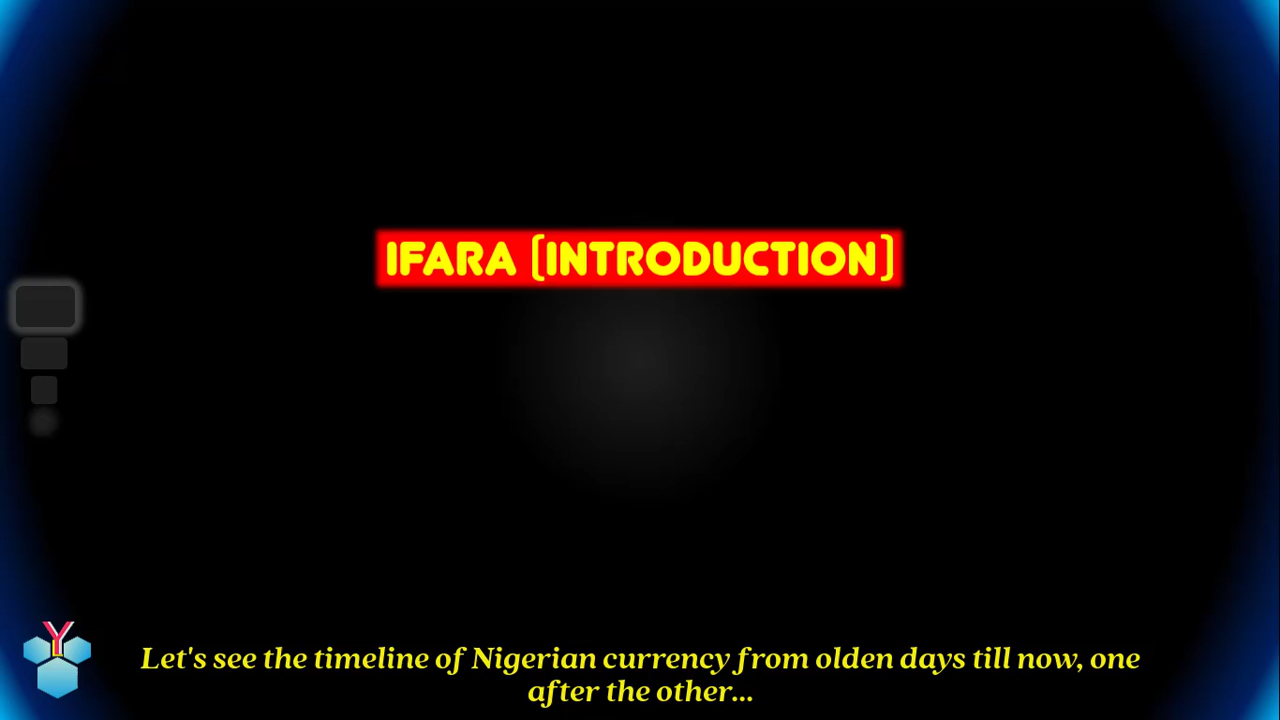 IFARA (INTRODUCTION)
Let's see the timeline of Nigerian currency from olden days till now, one
after the other...